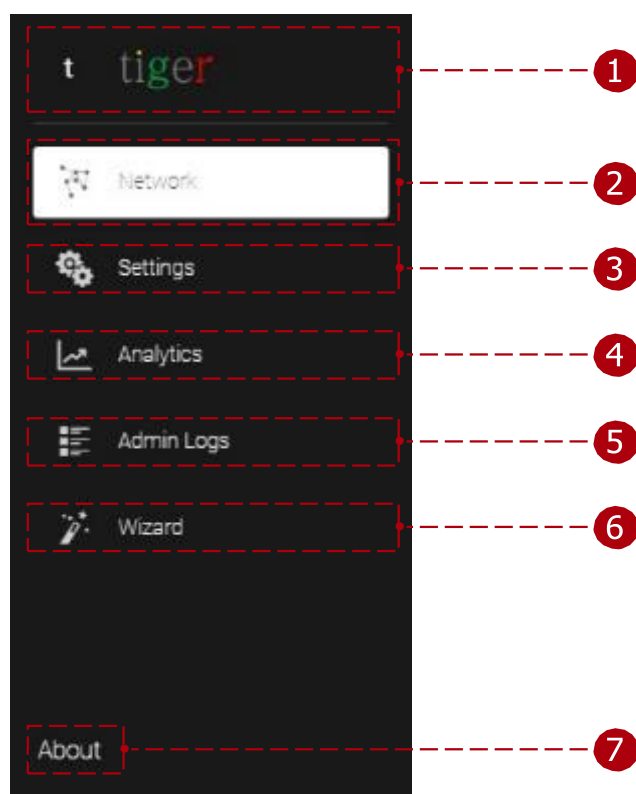 t tiger 1
Network 2
Settings 3
Analytics 4
Admin Logs 5
Wizard 6
About 7